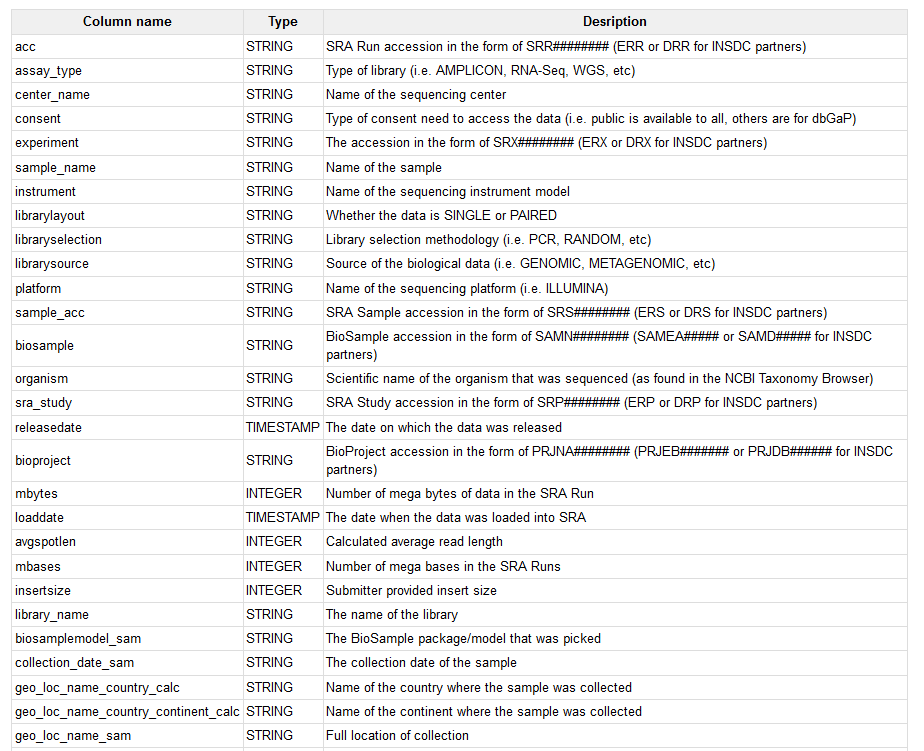 Column name Type Desription
acc STRING SRA Run accession in the form of SRR######## (ERR or DRR for INSDC partners)
assay_type STRING Type of library (i.e. AMPLICON, RNA-Seq, WGS, etc)
center_name STRING Name of the sequencing center
consent STRING Type of consent need to access the data (i.e. public is available to all, others are for dbGaP)
experiment STRING The accession in the form of SRX######## (ERX or DRX for INSDC partners)
sample_name STRING Name of the sample
instrument STRING Name of the sequencing instrument model
librarylayout STRING Whether the data is SINGLE or PAIRED
libraryselection STRING Library selection methodology (i.e. PCR, RANDOM, etc)
librarysource STRING Source of the biological data (i.e. GENOMIC, METAGENOMIC, etc)
platform STRING Name of the sequencing platform (i.e. ILLUMINA)
sample_acc STRING SRA Sample accession in the form of SRS######## (ERS or DRS for INSDC partners)
biosample STRING BioSample accession in the form of SAMN######## (SAMEA##### or SAMD##### for INSDC
partners)
organism STRING Scientific name of the organism that was sequenced (as found in the NCBI Taxonomy Browser)
sra_study STRING SRA Study accession in the form of SRP######## (ERP or DRP for INSDC partners)
releasedate TIMESTAMP The date on which the data was released
bioproject STRING BioProject accession in the form of PRJNA######## (PRJEB####### or PRJDB###### for INSDC
partners)
mbytes INTEGER Number of mega bytes of data in the SRA Run
loaddate TIMESTAMP The date when the data was loaded into SRA
avgspotlen INTEGER Calculated average read length
mbases INTEGER Number of mega bases in the SRA Runs
insertsize INTEGER Submitter provided insert size
library_name STRING The name of the library
biosamplemodel_sam STRING The BioSample package/model that was picked
collection_date_sam STRING The collection date of the sample
geo_loc_name_country_calc STRING Name of the country where the sample was collected
geo_loc_name_country_continent_calc STRING Name of the continent where the sample was collected
geo_loc_name_sam STRING Full location of collection